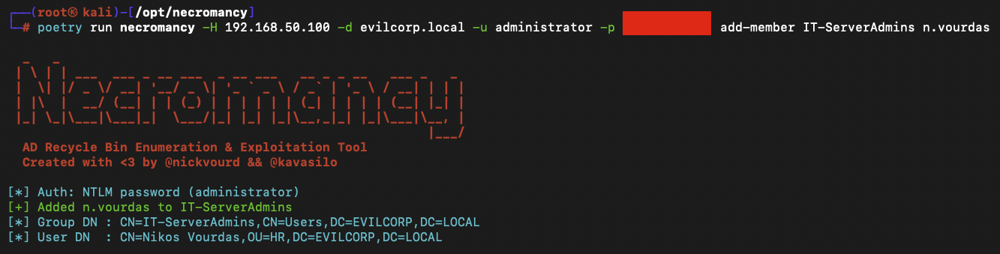 ┌──(root㉿kali)-[/opt/necromancy]
└─# poetry run necromancy -H 192.168.50.100 -d evilcorp.local -u administrator -p add-member IT-ServerAdmins n.vourdas
Necromancy
AD Recycle Bin Enumeration & Exploitation Tool
Created with <3 by @nickvourd && @kavasilo
[*] Auth: NTLM password (administrator)
[+] Added n.vourdas to IT-ServerAdmins
[*] Group DN : CN=IT-ServerAdmins,CN=Users,DC=EVILCORP,DC=LOCAL
[*] User DN  : CN=Nikos Vourdas,OU=HR,DC=EVILCORP,DC=LOCAL